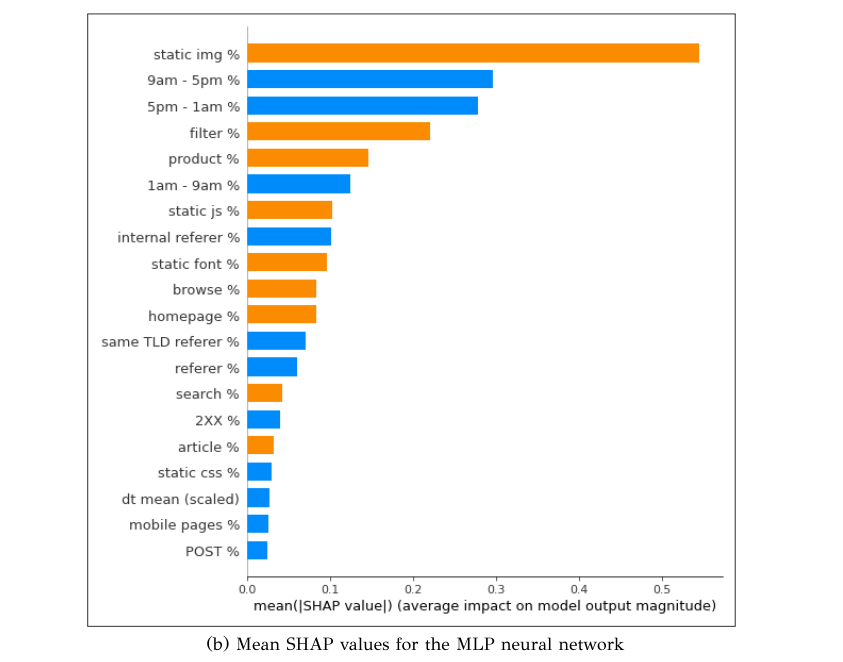 static img %
9am - 5pm %
5pm - 1am %
filter %
product %
1am - 9am %
static js %
internal referer %
static font %
browse %
homepage %
same TLD referer %
referer %
search %
2XX %
article %
static css %
dt mean (scaled)
mobile pages %
POST %
0.0 0.1 0.2 0.3 0.4 0.5
mean(|SHAP value|) (average impact on model output magnitude)
(b) Mean SHAP values for the MLP neural network